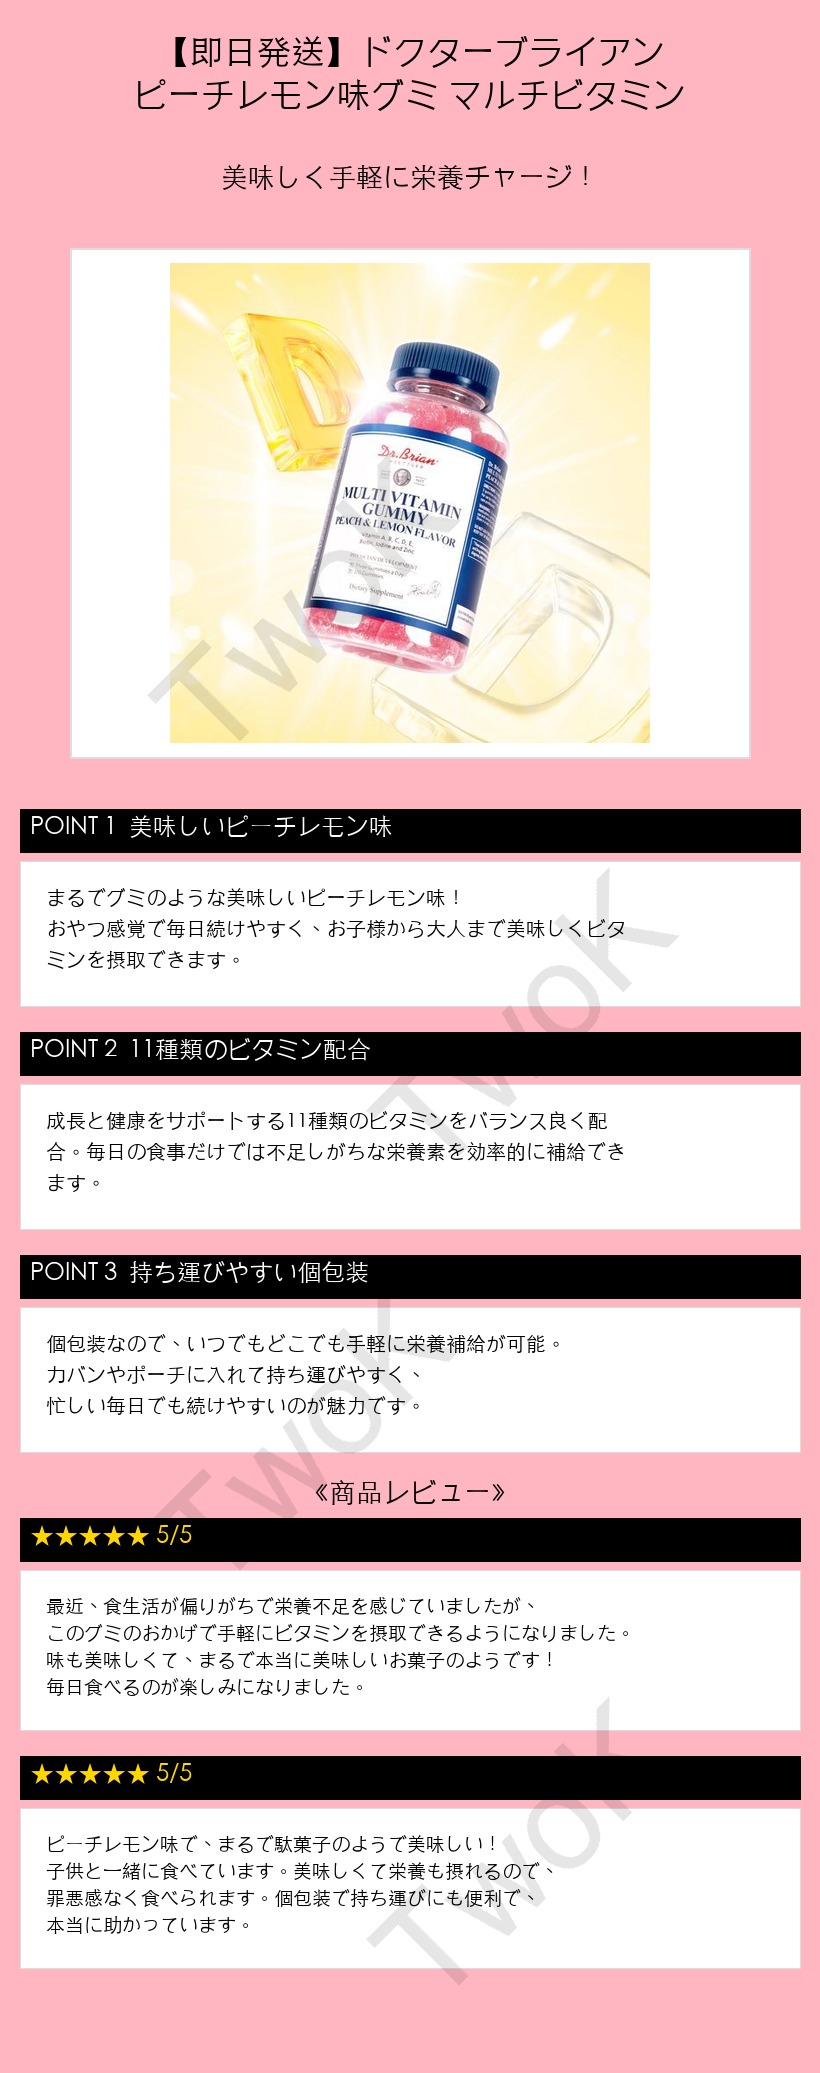 【即日発送】ドクターブライアン
ピーチレモン味グミ マルチビタミン
美味しく手軽に栄養チャージ！
Dr.Brian
MULTI VITAMIN
GUMMY
PEACH & LEMON FLAVOR
Vitamin A, B, C, D, E,
Biotin, Iodine and Zinc
PHYSICIAN DEVELOPMENT
Dietary Supplement
TwoK
POINT 1 美味しいピーチレモン味
まるでグミのような美味しいピーチレモン味！
おやつ感覚で毎日続けやすく、お子様から大人まで美味しくビタ
ミンを摂取できます。
TwoK
POINT 2 11種類のビタミン配合
成長と健康をサポートする11種類のビタミンをバランス良く配
合。毎日の食事だけでは不足しがちな栄養素を効率的に補給でき
ます。
POINT 3 持ち運びやすい個包装
個包装なので、いつでもどこでも手軽に栄養補給が可能。
カバンやポーチに入れて持ち運びやすく、
忙しい毎日でも続けやすいのが魅力です。
TwoK
《商品レビュー》
★★★★★ 5/5
最近、食生活が偏りがちで栄養不足を感じていましたが、
このグミのおかげで手軽にビタミンを摂取できるようになりました。
味も美味しくて、まるで本当に美味しいお菓子のようです！
毎日食べるのが楽しみになりました。
★★★★★ 5/5
ピーチレモン味で、まるで駄菓子のようで美味しい！
子供と一緒に食べています。美味しくて栄養も摂れるので、
罪悪感なく食べられます。個包装で持ち運びにも便利で、
本当に助かっています。
TwoK